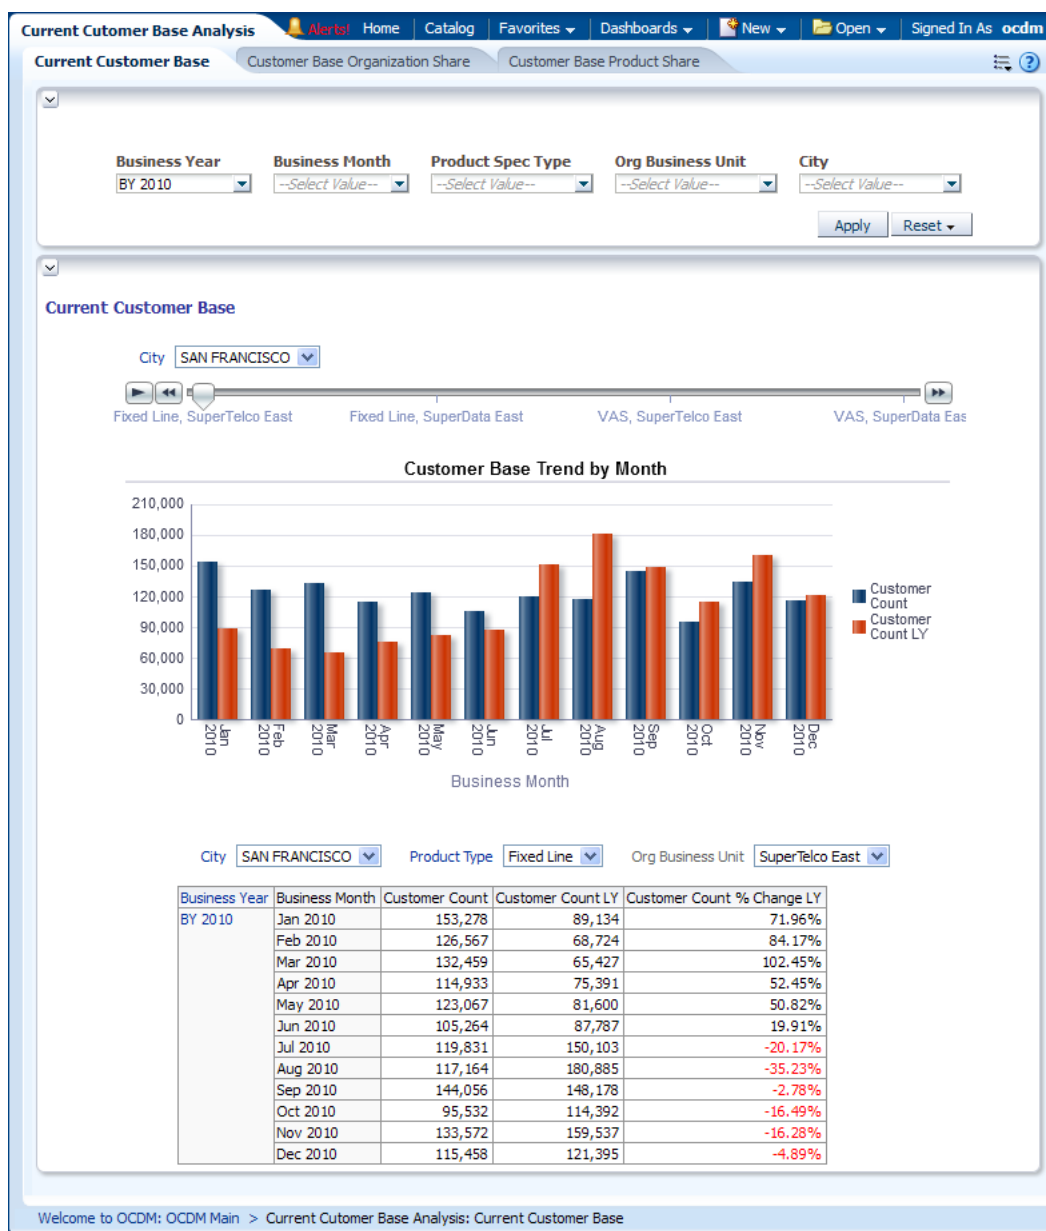 Current Cutomer Base Analysis Alerts! Home Catalog Favorites Dashboards New Open Signed In As ocdm
Current Customer Base Customer Base Organization Share Customer Base Product Share
Business Year Business Month Product Spec Type Org Business Unit City
BY 2010 --Select Value-- --Select Value-- --Select Value-- --Select Value--
Apply Reset
Current Customer Base
City SAN FRANCISCO
Fixed Line, SuperTelco East Fixed Line, SuperData East VAS, SuperTelco East VAS, SuperData Eas
Customer Base Trend by Month
210,000
180,000
150,000
120,000
90,000
60,000
30,000
0
Customer
Count
Customer
Count LY
Jan 2010 Feb 2010 Mar 2010 Apr 2010 May 2010 Jun 2010 Jul 2010 Aug 2010 Sep 2010 Oct 2010 Nov 2010 Dec 2010
Business Month
City SAN FRANCISCO Product Type Fixed Line Org Business Unit SuperTelco East
Business Year Business Month Customer Count Customer Count LY Customer Count % Change LY
BY 2010 Jan 2010 153,278 89,134 71.96%
Feb 2010 126,567 68,724 84.17%
Mar 2010 132,459 65,427 102.45%
Apr 2010 114,933 75,391 52.45%
May 2010 123,067 81,600 50.82%
Jun 2010 105,264 87,787 19.91%
Jul 2010 119,831 150,103 -20.17%
Aug 2010 117,164 180,885 -35.23%
Sep 2010 144,056 148,178 -2.78%
Oct 2010 95,532 114,392 -16.49%
Nov 2010 133,572 159,537 -16.28%
Dec 2010 115,458 121,395 -4.89%
Welcome to OCDM: OCDM Main > Current Cutomer Base Analysis: Current Customer Base